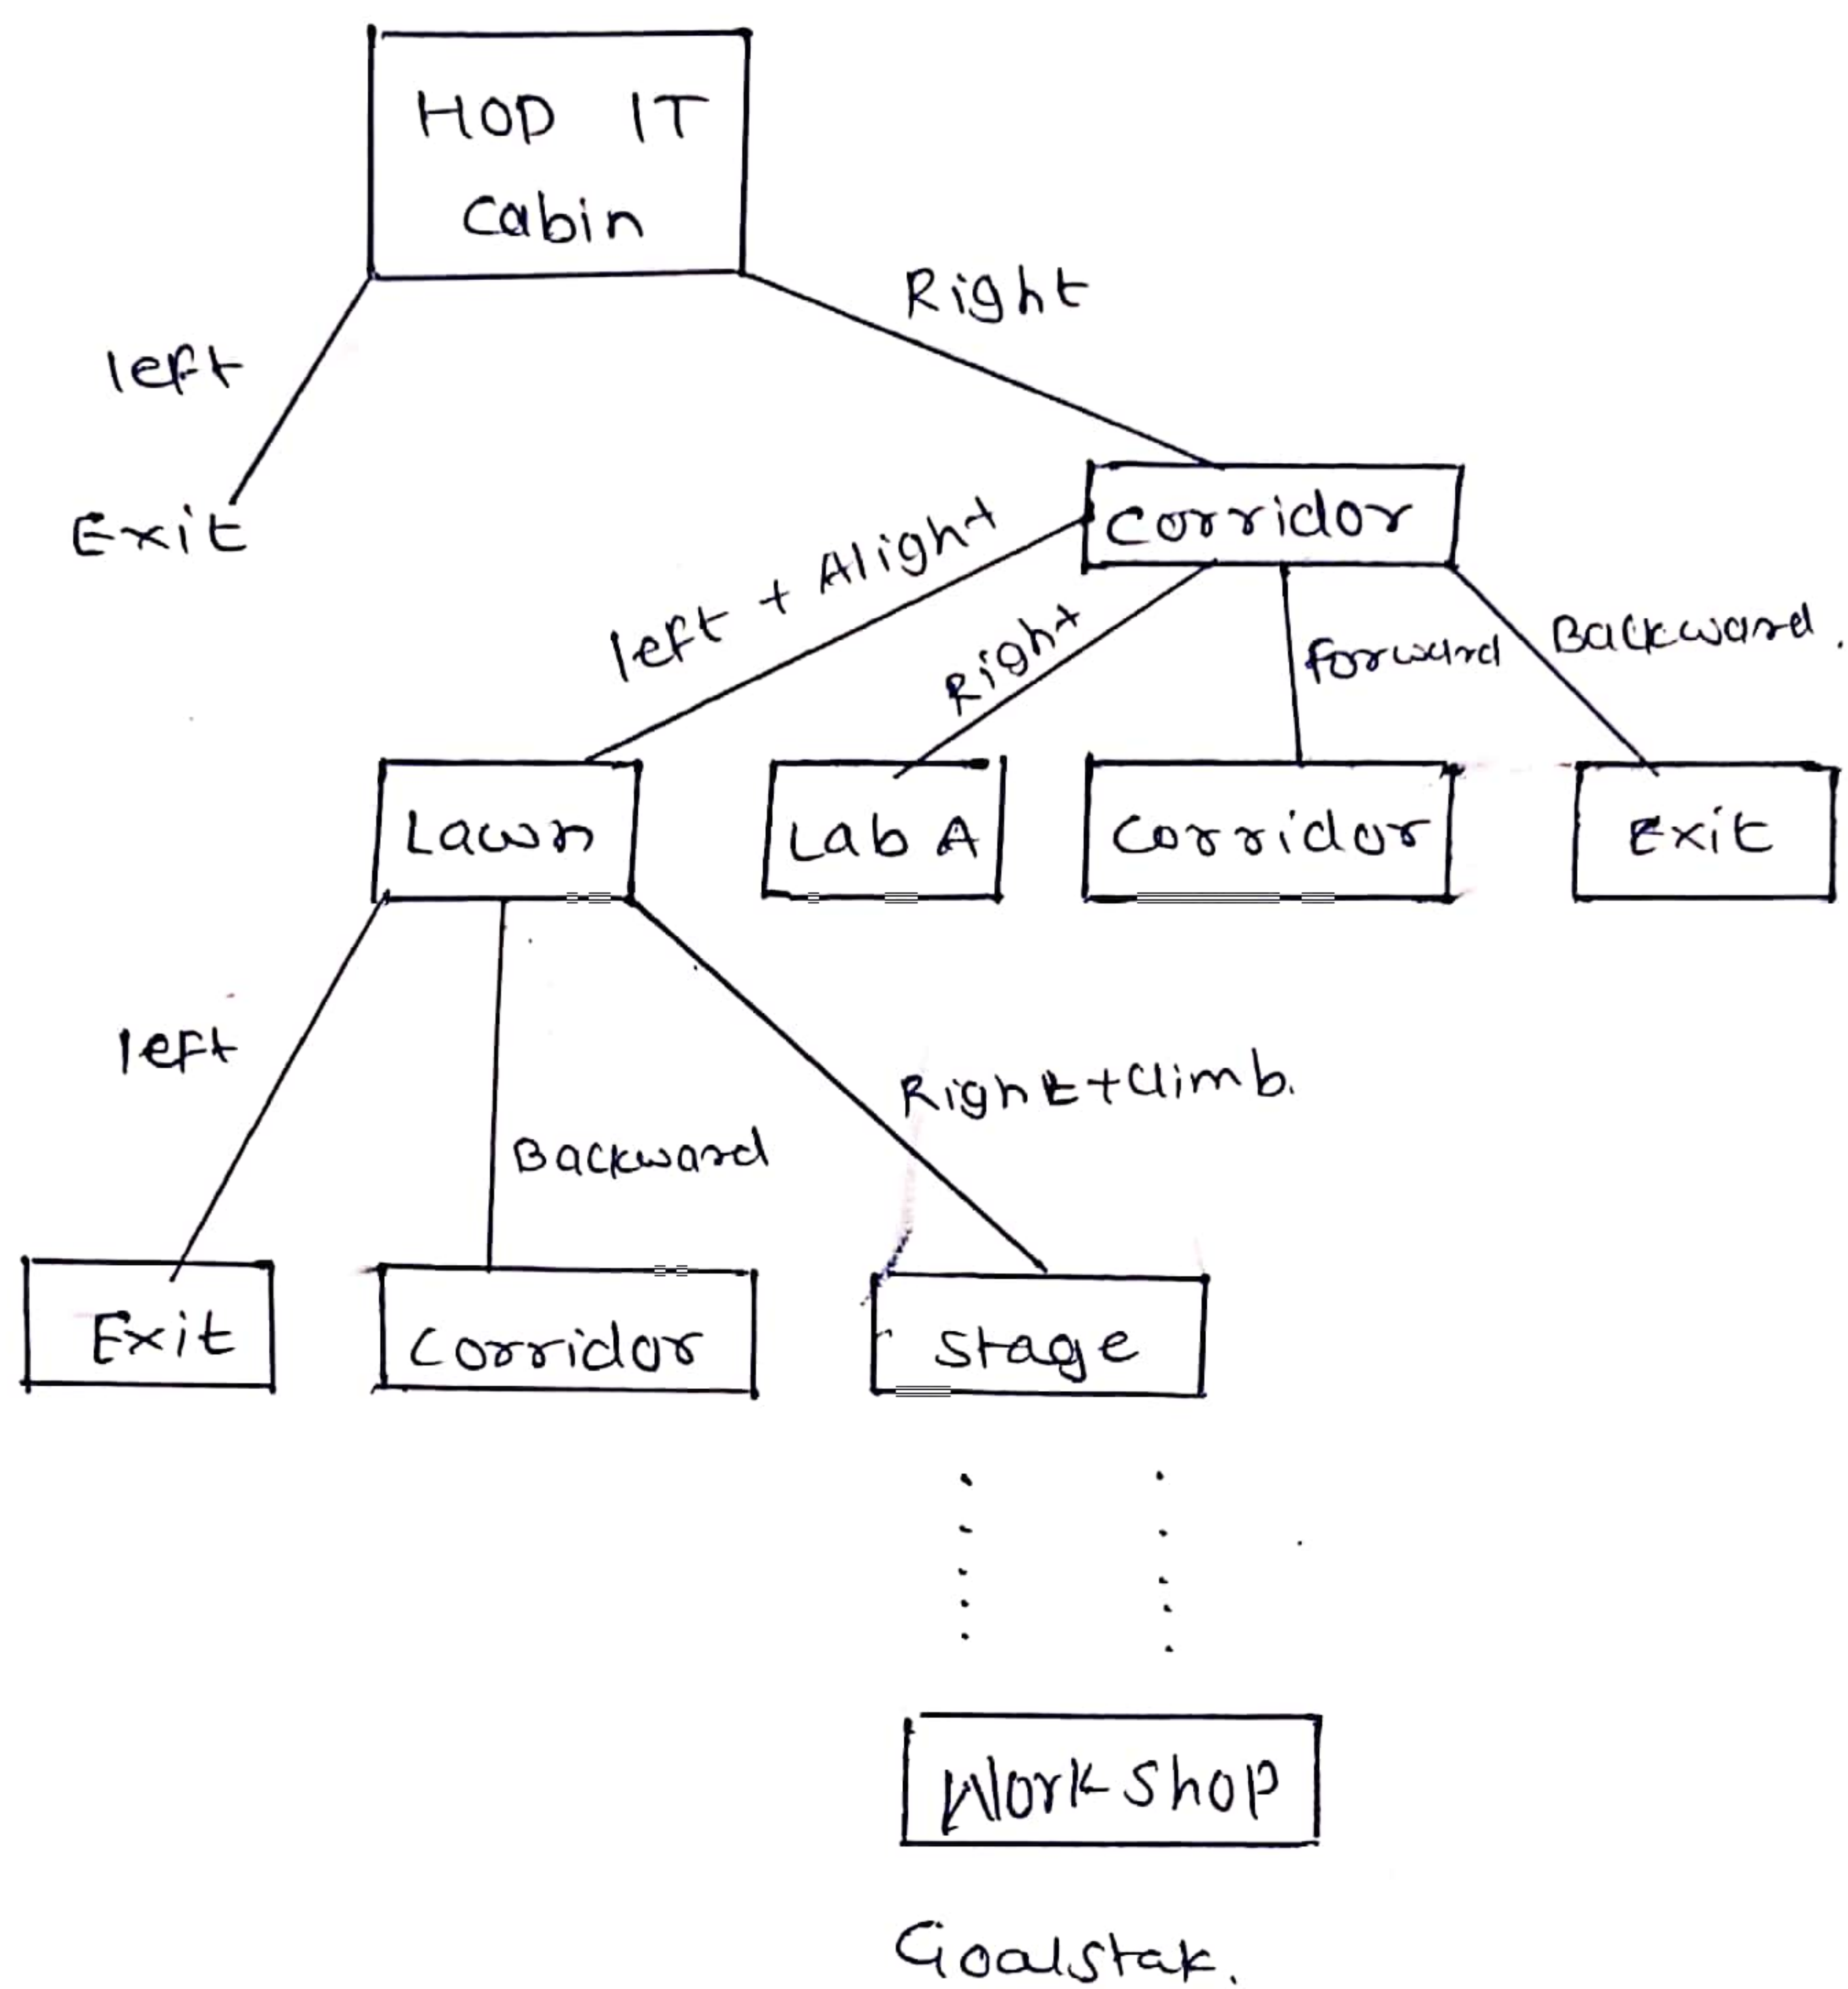 HOD IT
Cabin
Right
left
Exit
Corridor
left + Alight
Right
forward
Backward.
Lawn
Lab A
Corridor
Exit
left
Right+Climb.
Backward
Exit
Corridor
Stage
Workshop
Goalstak.